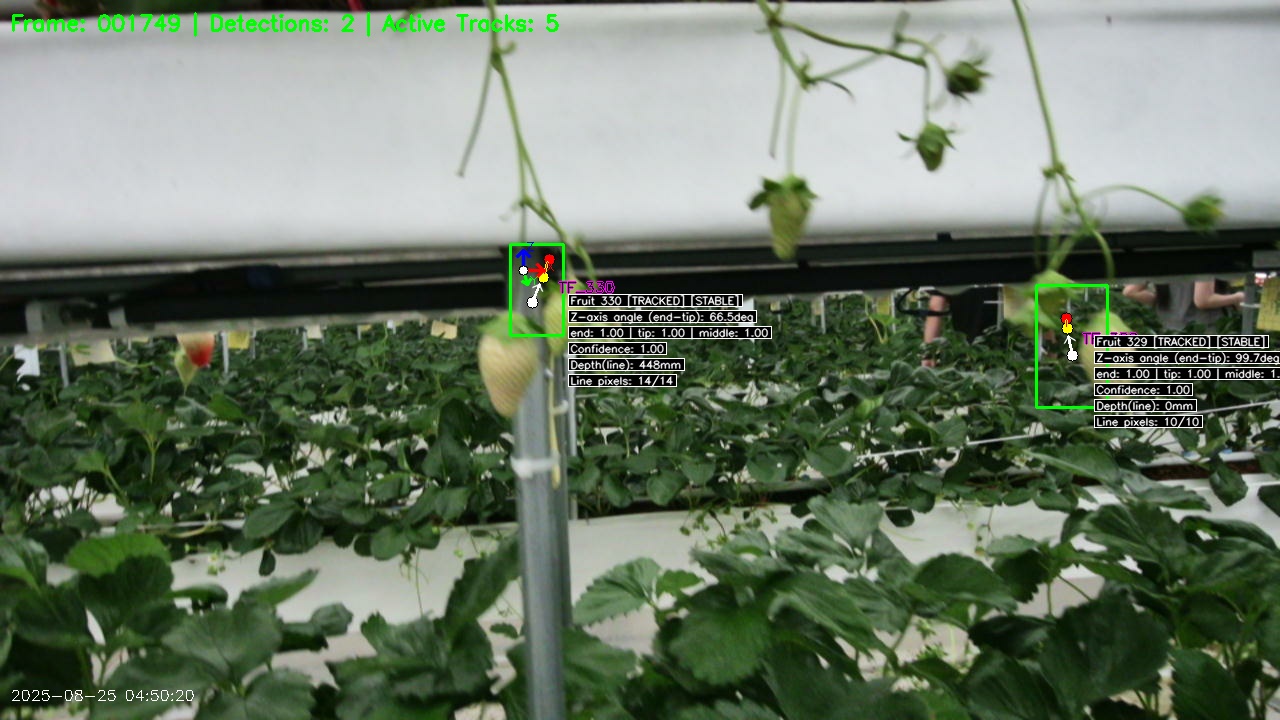 Frame: 001749 | Detections: 2 | Active Tracks: 5
TF_330
Fruit 330 [TRACKED] [STABLE]
Z-axis angle (end-tip): 66.5deg
end: 1.00 | tip: 1.00 | middle: 1.00
Confidence: 1.00
Depth(line): 448mm
Line pixels: 14/14
Fruit 329 [TRACKED] [STABLE]
Z-axis angle (end-tip): 99.7deg
end: 1.00 | tip: 1.00 | middle: 1.
Confidence: 1.00
Depth(line): 0mm
Line pixels: 10/10
2025-08-25 04:50:20